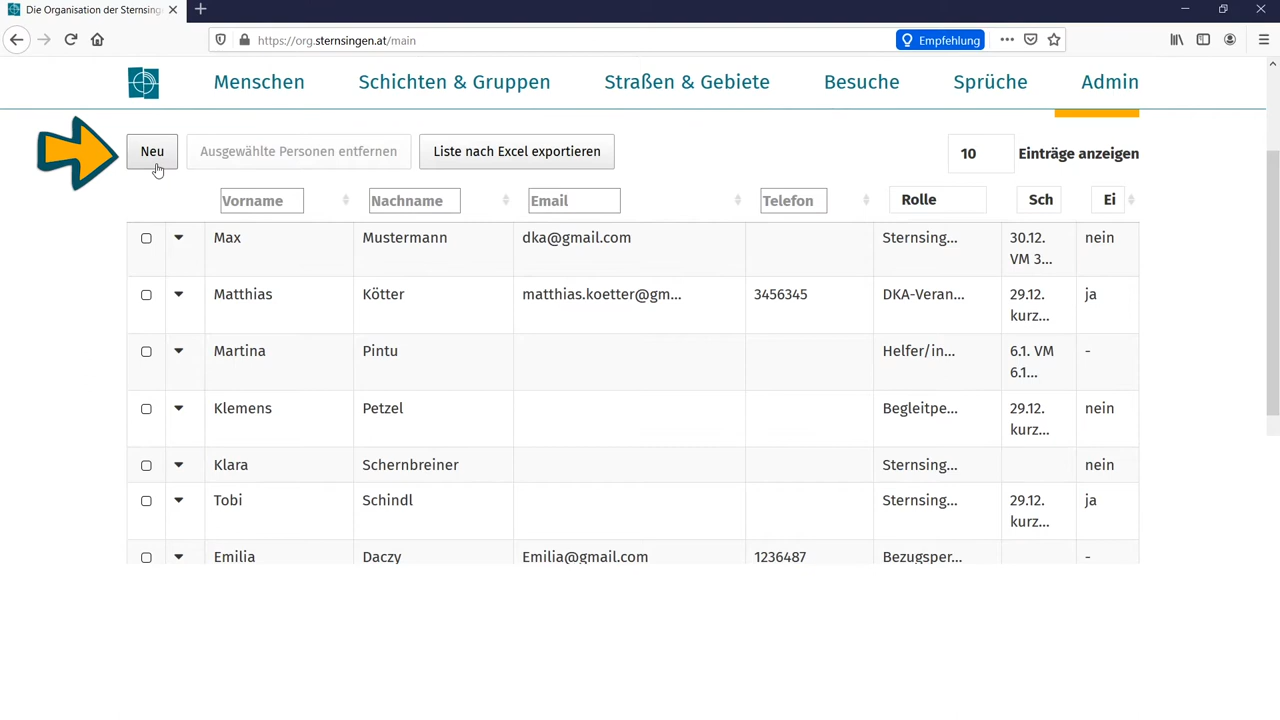 Die Organisation der Sternsing
https://org.sternsingen.at/main
Empfehlung
Menschen Schichten & Gruppen Straßen & Gebiete Besuche Sprüche Admin
Neu Ausgewählte Personen entfernen Liste nach Excel exportieren 10 Einträge anzeigen
Vorname Nachname Email Telefon Rolle Sch Ei
Max Mustermann dka@gmail.com Sternsing... 30.12. nein
VM 3...
Matthias Kötter matthias.koetter@gm... 3456345 DKA-Veran... 29.12. ja
kurz...
Martina Pintu Helfer/in... 6.1. VM -
6.1...
Klemens Petzel Begleitpe... 29.12. nein
kurz...
Klara Schernbreiner Sternsing... nein
Tobi Schindl Sternsing... 29.12. ja
kurz...
Emilia Daczy Emilia@gmail.com 1236487 Bezugsper... -